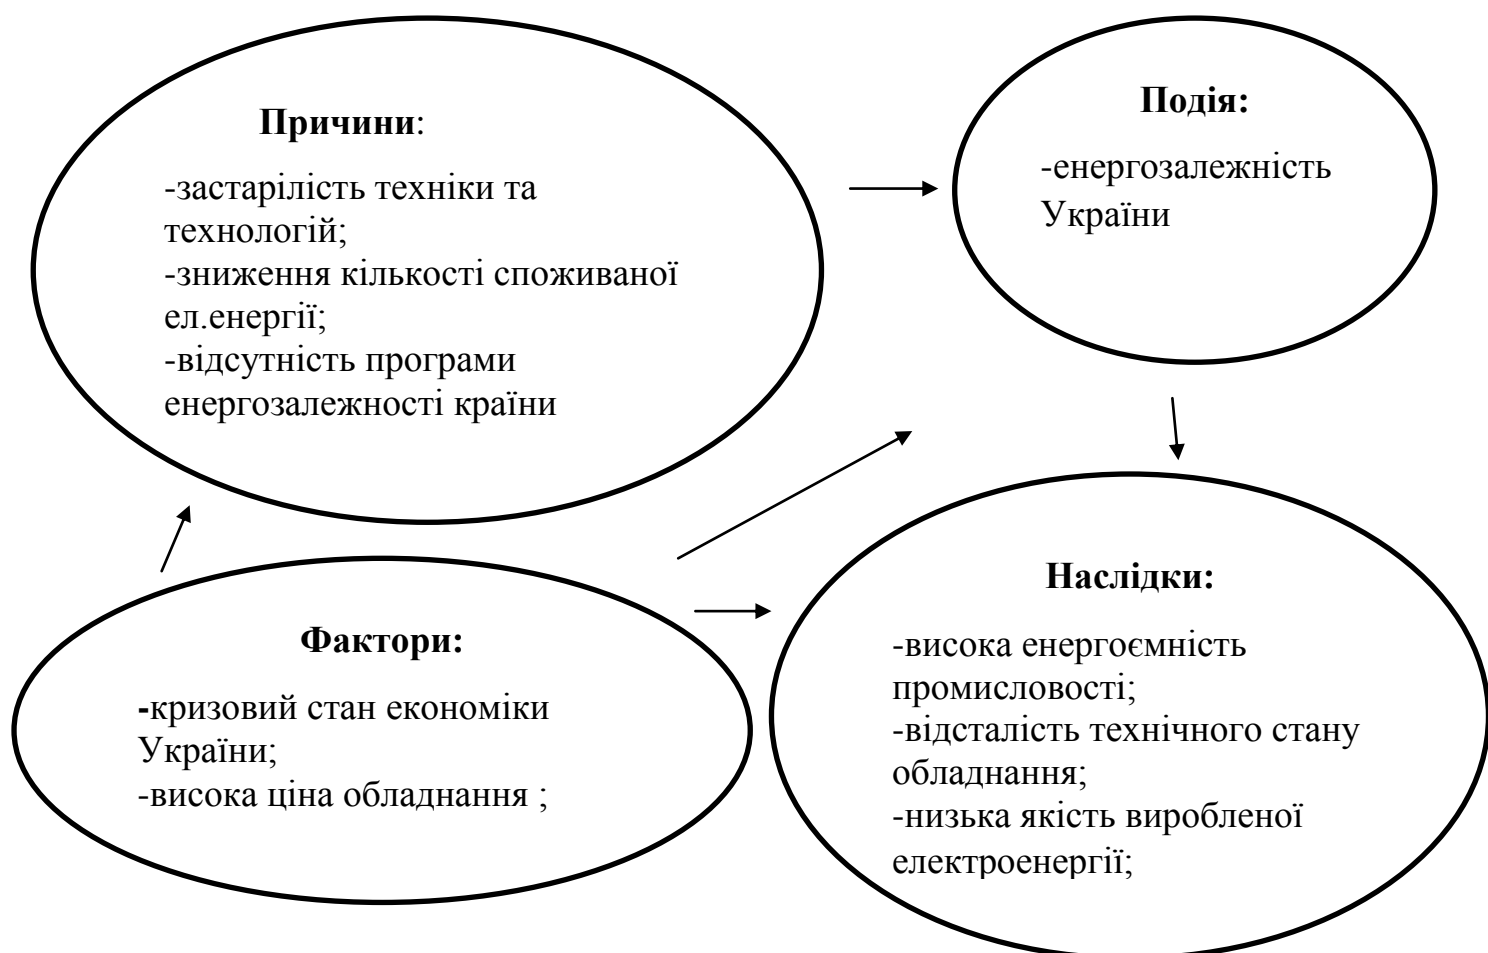 Причини:
-застарілість техніки та
технологій;
-зниження кількості споживаної
ел.енергії;
-відсутність програми
енергозалежності країни
Подія:
-енергозалежність
України
Фактори:
-кризовий стан економіки
України;
-висока ціна обладнання ;
Наслідки:
-висока енергоємність
промисловості;
-відсталість технічного стану
обладнання;
-низька якість виробленої
електроенергії;